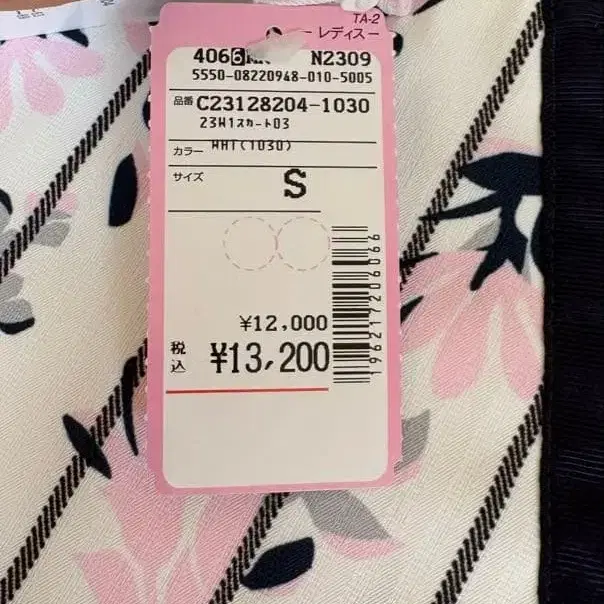 TA-2
レディスー
N2309
5550-08220948-010-5005
品番 C23128204-1030
23W1スカート03
カラー WHT(1030)
サイズ S
¥12,000
税込 ¥13,200